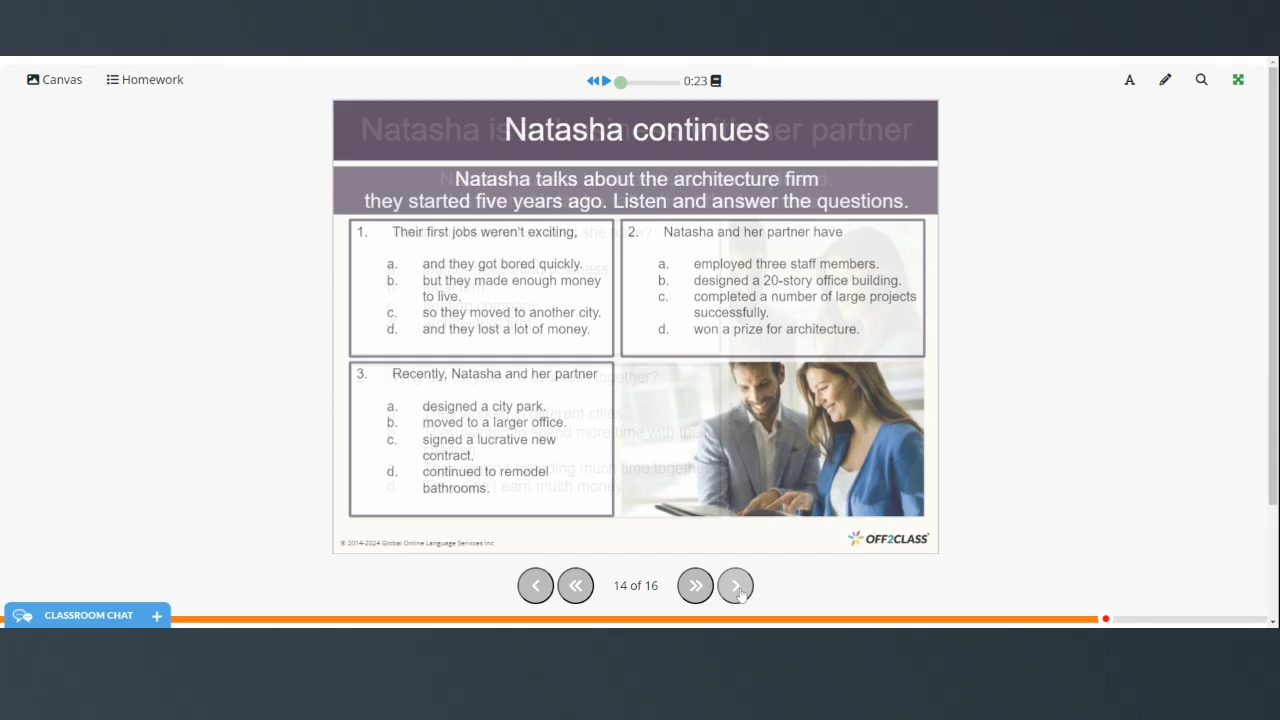 Canvas
Homework
0:23
Natasha continues
Natasha talks about the architecture firm
they started five years ago. Listen and answer the questions.
1. Their first jobs weren't exciting,
a. and they got bored quickly.
b. but they made enough money
to live.
c. so they moved to another city.
d. and they lost a lot of money.
2. Natasha and her partner have
a. employed three staff members.
b. designed a 20-story office building.
c. completed a number of large projects
successfully.
d. won a prize for architecture.
3. Recently, Natasha and her partner
a. designed a city park.
b. moved to a larger office.
c. signed a lucrative new
contract.
d. continued to remodel
bathrooms.
© 2014-2024 Global Online Language Services Inc.
OFF2CLASS
14 of 16
CLASSROOM CHAT